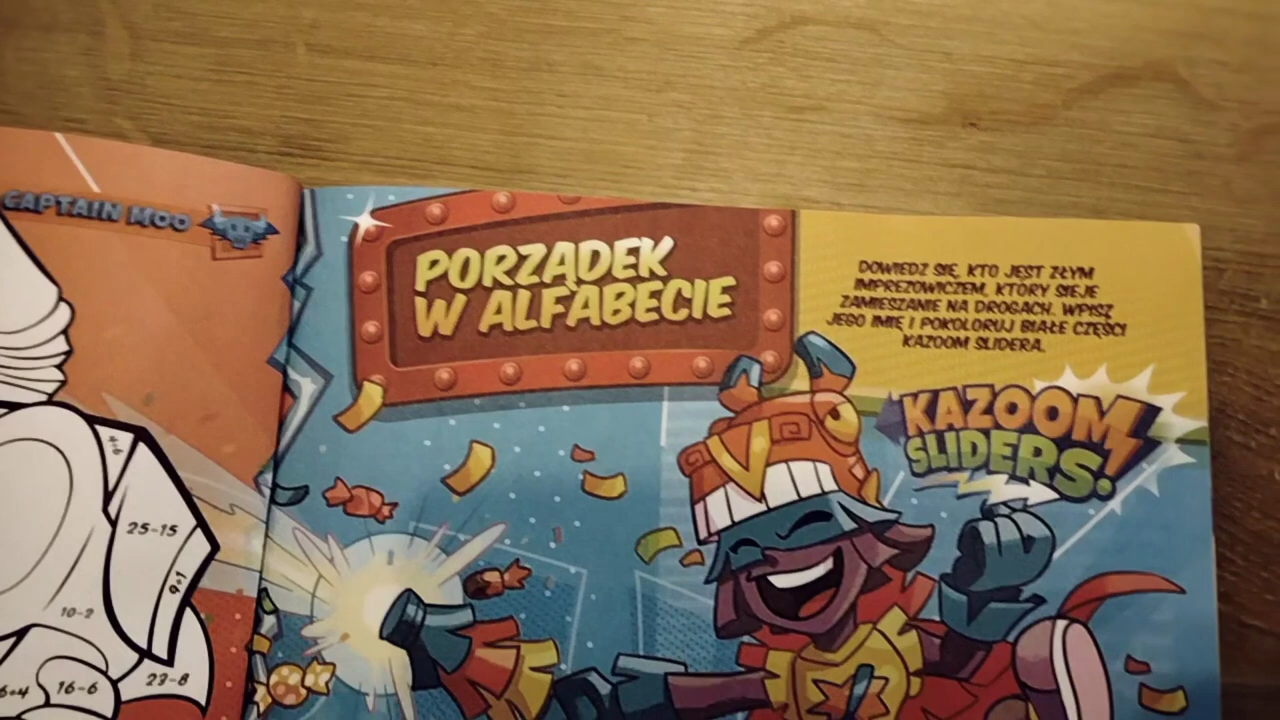 CAPTAIN MOO
25-15
9+1
10-2
16-6
23-8
PORZĄDEK
W ALFABECIE
DOWIEDZ SIĘ, KTO JEST ZŁYM
IMPREZOWICZEM, KTÓRY SIEJE
ZAMIESZANIE NA DROGACH. WPISZ
JEGO IMIĘ I POKOLORUJ BIAŁE CZĘŚCI
KAZOOM SLIDERA.
KAZOOM
SLIDERS